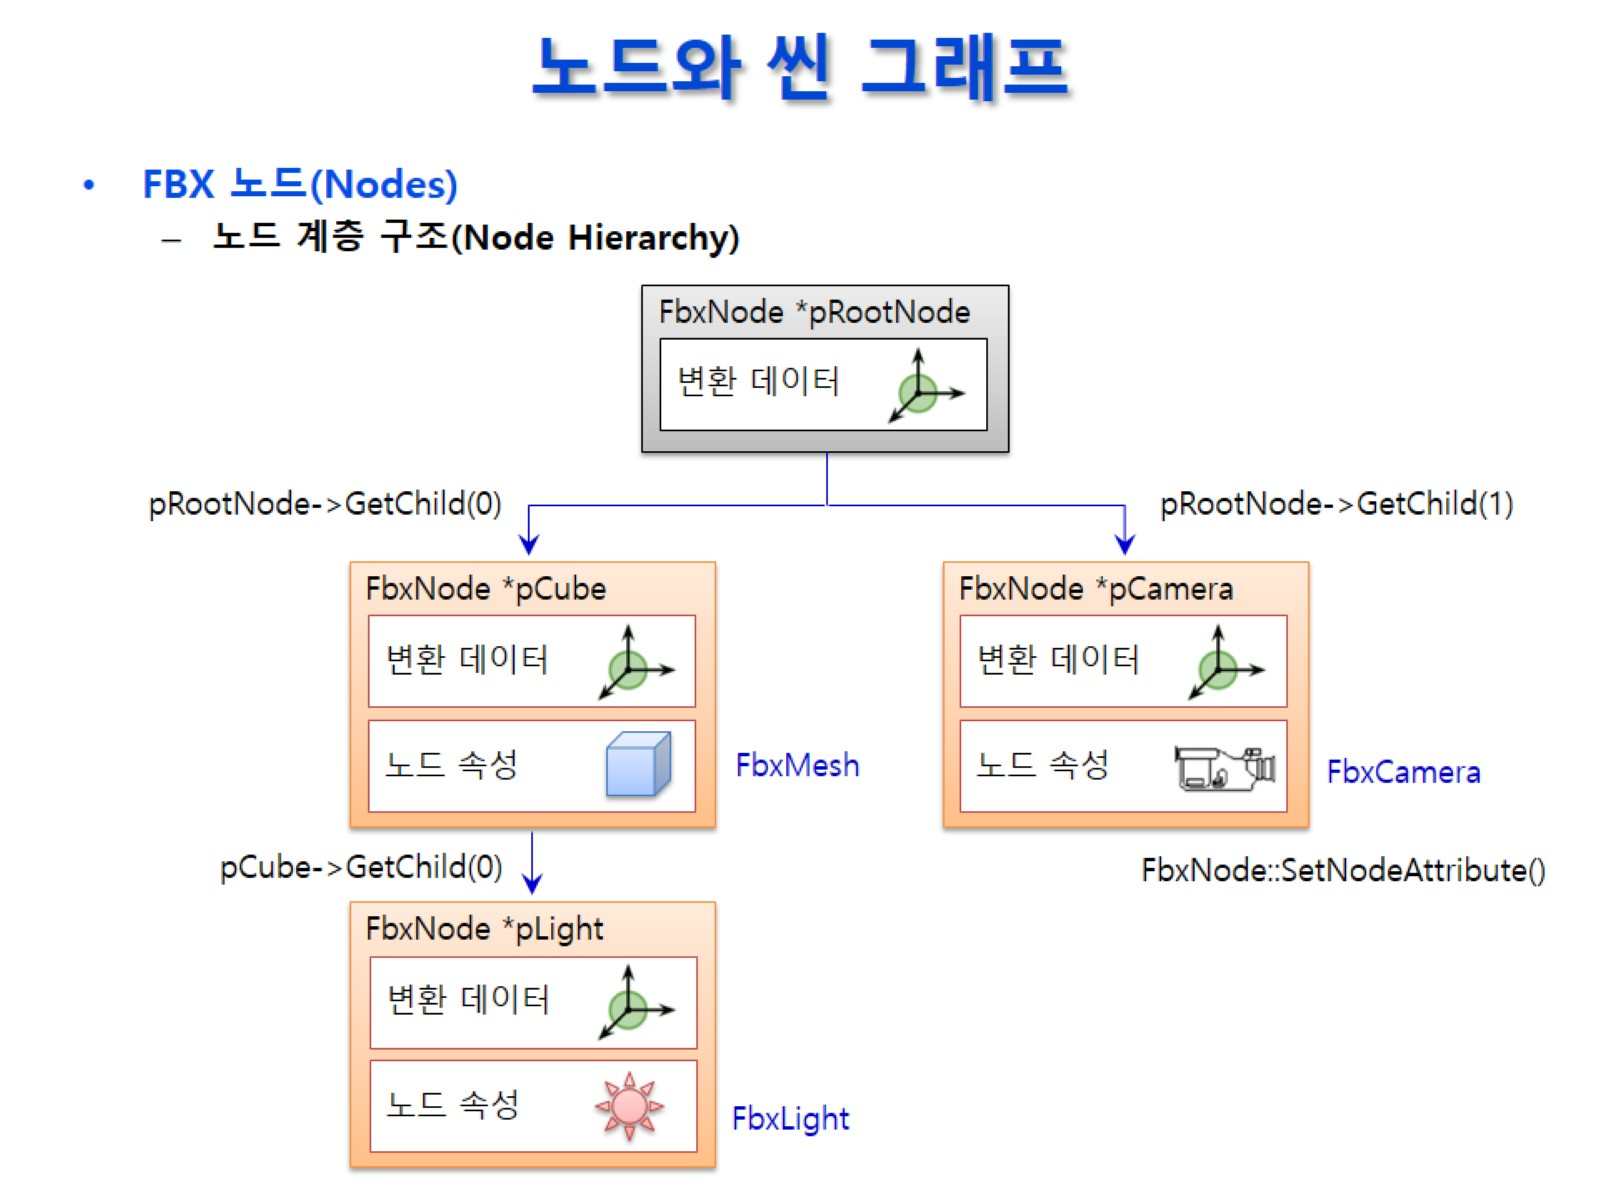 노드와 씬 그래프
• FBX 노드(Nodes)
– 노드 계층 구조(Node Hierarchy)
FbxNode *pRootNode
변환 데이터
pRootNode->GetChild(0)
pRootNode->GetChild(1)
FbxNode *pCube
변환 데이터
노드 속성
FbxMesh
FbxNode *pCamera
변환 데이터
노드 속성
FbxCamera
FbxNode::SetNodeAttribute()
pCube->GetChild(0)
FbxNode *pLight
변환 데이터
노드 속성
FbxLight